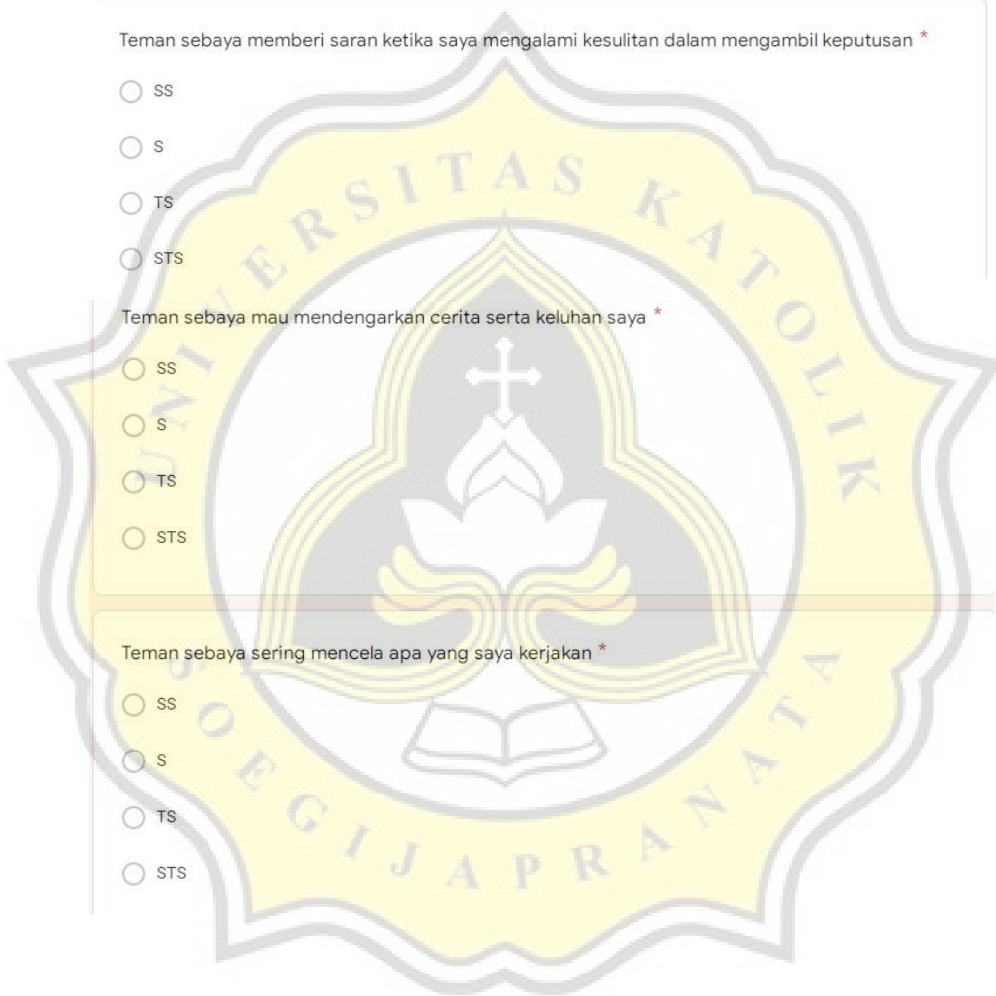 Teman sebaya memberi saran ketika saya mengalami kesulitan dalam mengambil keputusan *
SS
S
TS
STS
Teman sebaya mau mendengarkan cerita serta keluhan saya *
SS
S
TS
STS
Teman sebaya sering mencela apa yang saya kerjakan *
SS
S
TS
STS
UNIVERSITAS KATOLIK
SOEGIJAPRANATA